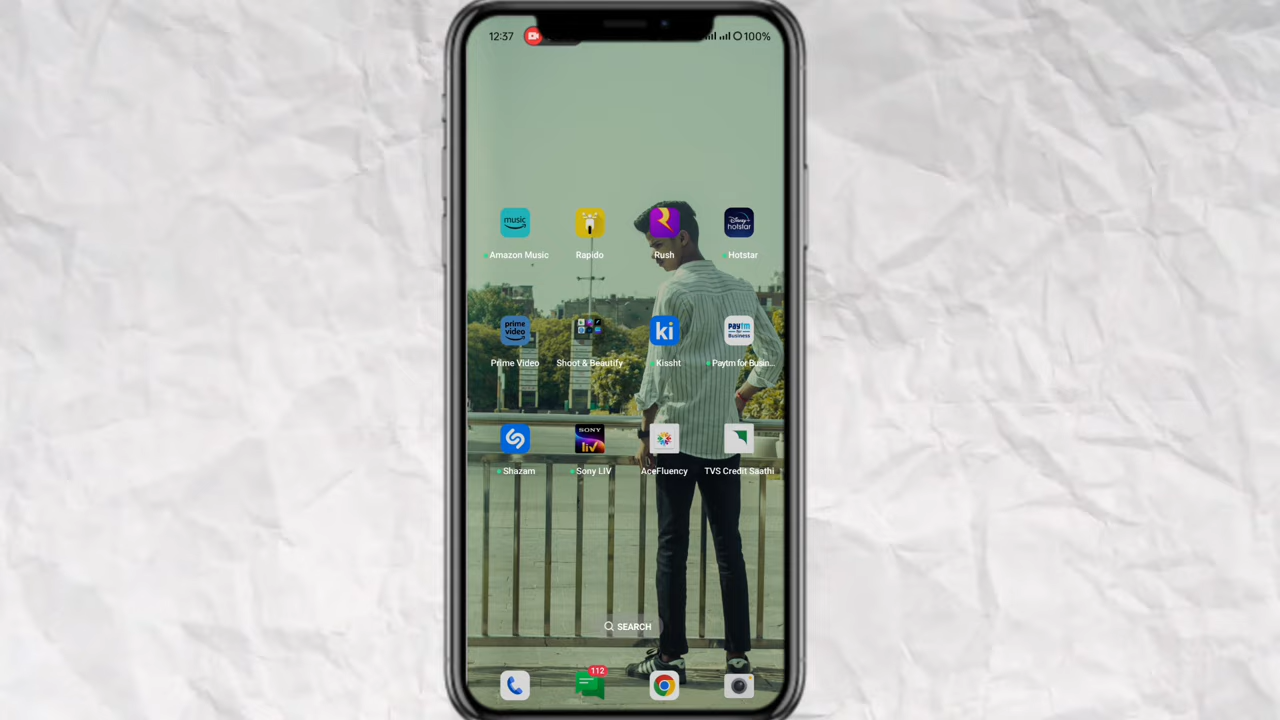 12:37
100%
music
Disney+
hotstar
Amazon Music
Rapido
Rush
Hotstar
prime
video
ki
paytm
Business
Prime Video
Shoot & Beautify
Kissht
Paytm for Busin...
SONY
liv
Shazam
Sony LIV
AceFluency
TVS Credit Saathi
SEARCH
112